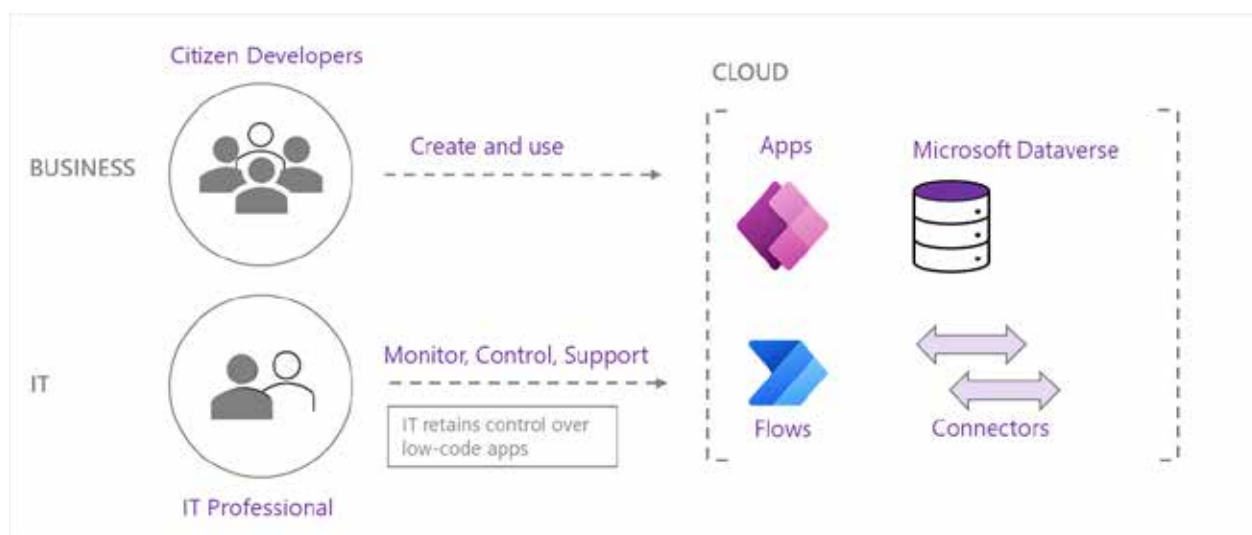 Citizen Developers
BUSINESS
Create and use
IT
Monitor, Control, Support
IT retains control over
low-code apps
IT Professional
CLOUD
Apps
Microsoft Dataverse
Flows
Connectors